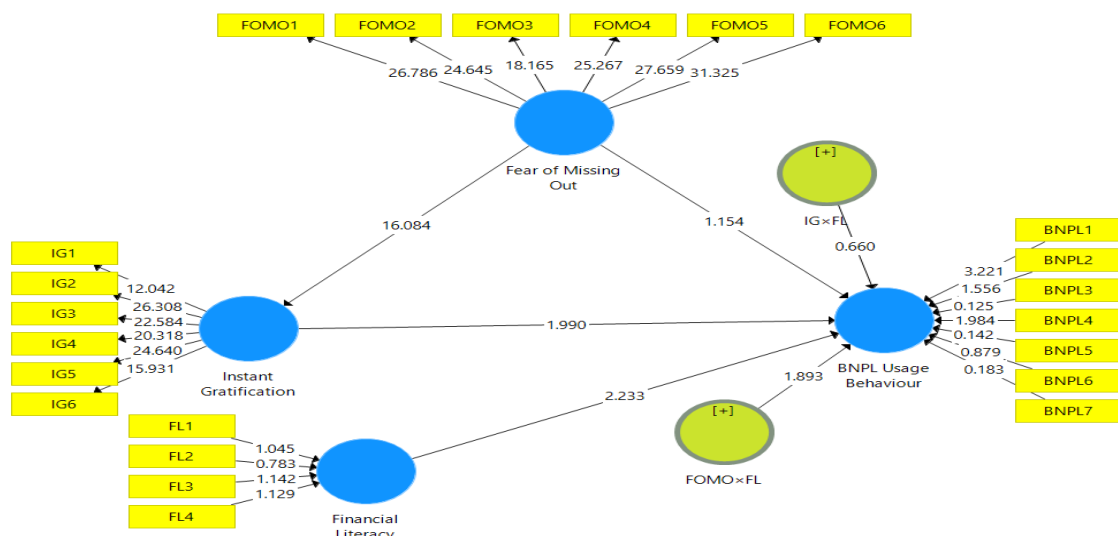 FOMO1 FOMO2 FOMO3 FOMO4 FOMO5 FOMO6
26.786 24.645 18.165 25.267 27.659 31.325
Fear of Missing
Out
[+]
IG×FL
16.084
1.154
0.660
IG1
IG2
IG3
IG4
IG5
IG6
12.042
26.308
22.584
20.318
24.640
15.931
Instant
Gratification
1.990
BNPL1
BNPL2
BNPL3
BNPL4
BNPL5
BNPL6
BNPL7
3.221
1.556
0.125
1.984
0.142
0.879
0.183
BNPL Usage
Behaviour
2.233
1.893
[+]
FOMO×FL
FL1
FL2
FL3
FL4
1.045
0.783
1.142
1.129
Financial
Literacy